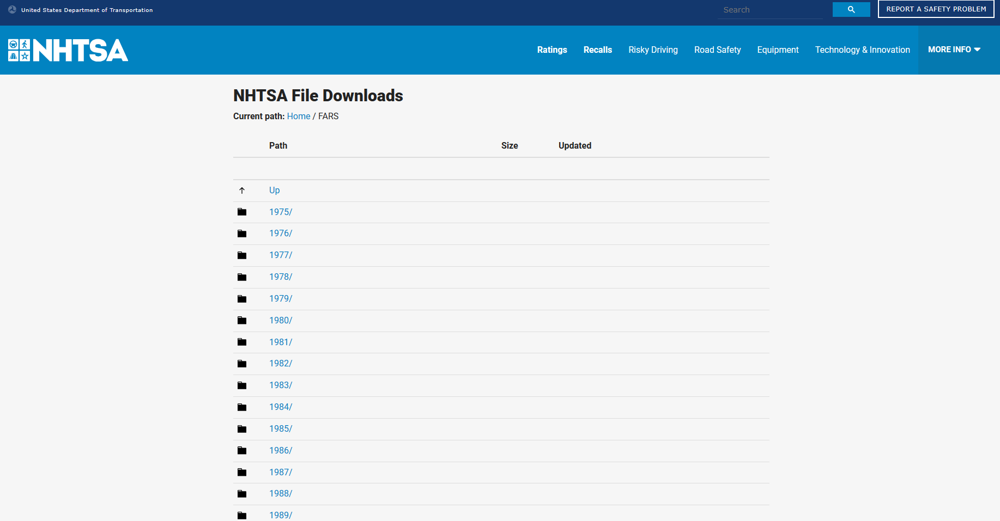 United States Department of Transportation
Search
REPORT A SAFETY PROBLEM
NHTSA
Ratings Recalls Risky Driving Road Safety Equipment Technology & Innovation MORE INFO
NHTSA File Downloads
Current path: Home / FARS
Path Size Updated
Up
1975/
1976/
1977/
1978/
1979/
1980/
1981/
1982/
1983/
1984/
1985/
1986/
1987/
1988/
1989/